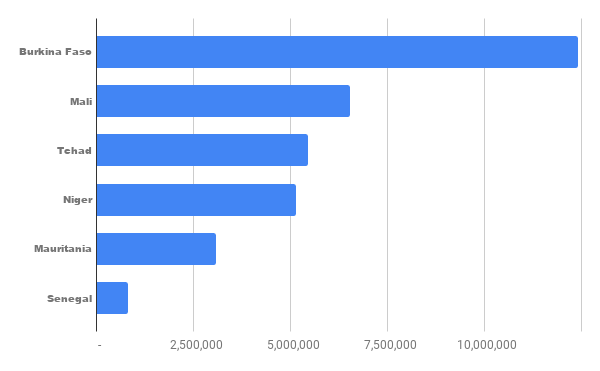 Burkina Faso
Mali
Tchad
Niger
Mauritania
Senegal
- 2,500,000 5,000,000 7,500,000 10,000,000